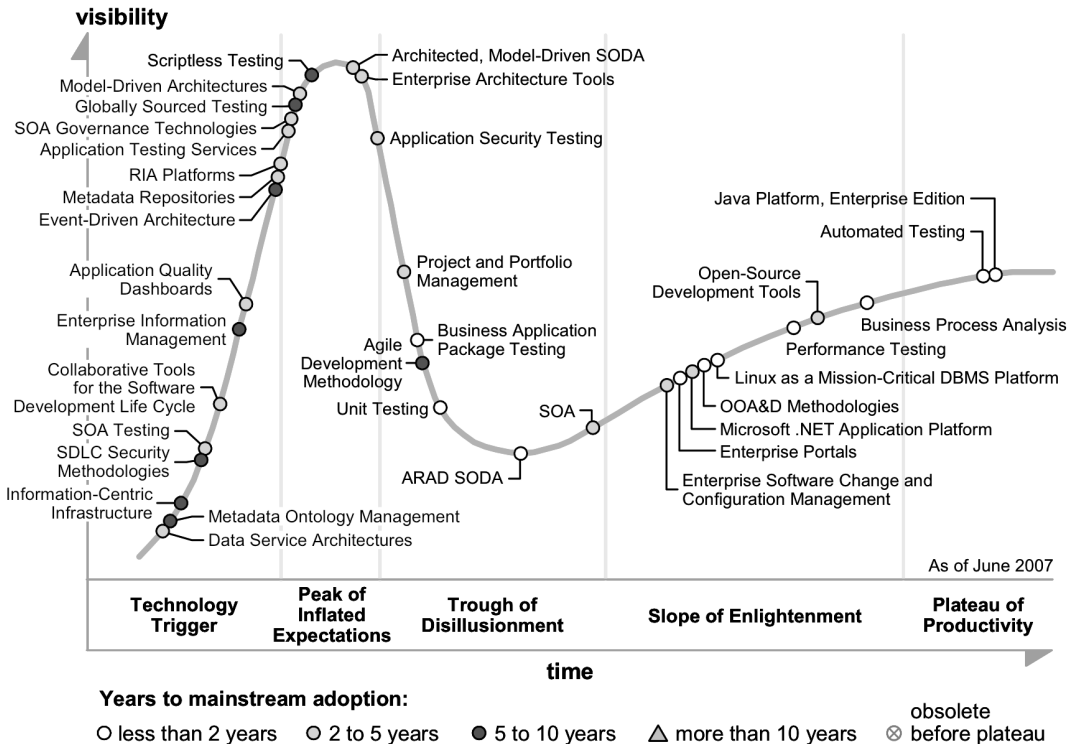 visibility
Scriptless Testing
Model-Driven Architectures
Globally Sourced Testing
SOA Governance Technologies
Application Testing Services
RIA Platforms
Metadata Repositories
Event-Driven Architecture
Application Quality
Dashboards
Enterprise Information
Management
Collaborative Tools
for the Software
Development Life Cycle
SOA Testing
SDLC Security
Methodologies
Information-Centric
Infrastructure
Metadata Ontology Management
Data Service Architectures
Architected, Model-Driven SODA
Enterprise Architecture Tools
Application Security Testing
Project and Portfolio
Management
Business Application
Package Testing
Agile
Development
Methodology
Unit Testing
ARAD SODA
SOA
Java Platform, Enterprise Edition
Automated Testing
Open-Source
Development Tools
Business Process Analysis
Performance Testing
Linux as a Mission-Critical DBMS Platform
OOA&D Methodologies
Microsoft .NET Application Platform
Enterprise Portals
Enterprise Software Change and
Configuration Management
As of June 2007
Technology
Trigger
Peak of
Inflated
Expectations
Trough of
Disillusionment
Slope of Enlightenment
Plateau of
Productivity
time
Years to mainstream adoption:
less than 2 years
2 to 5 years
5 to 10 years
more than 10 years
obsolete
before plateau